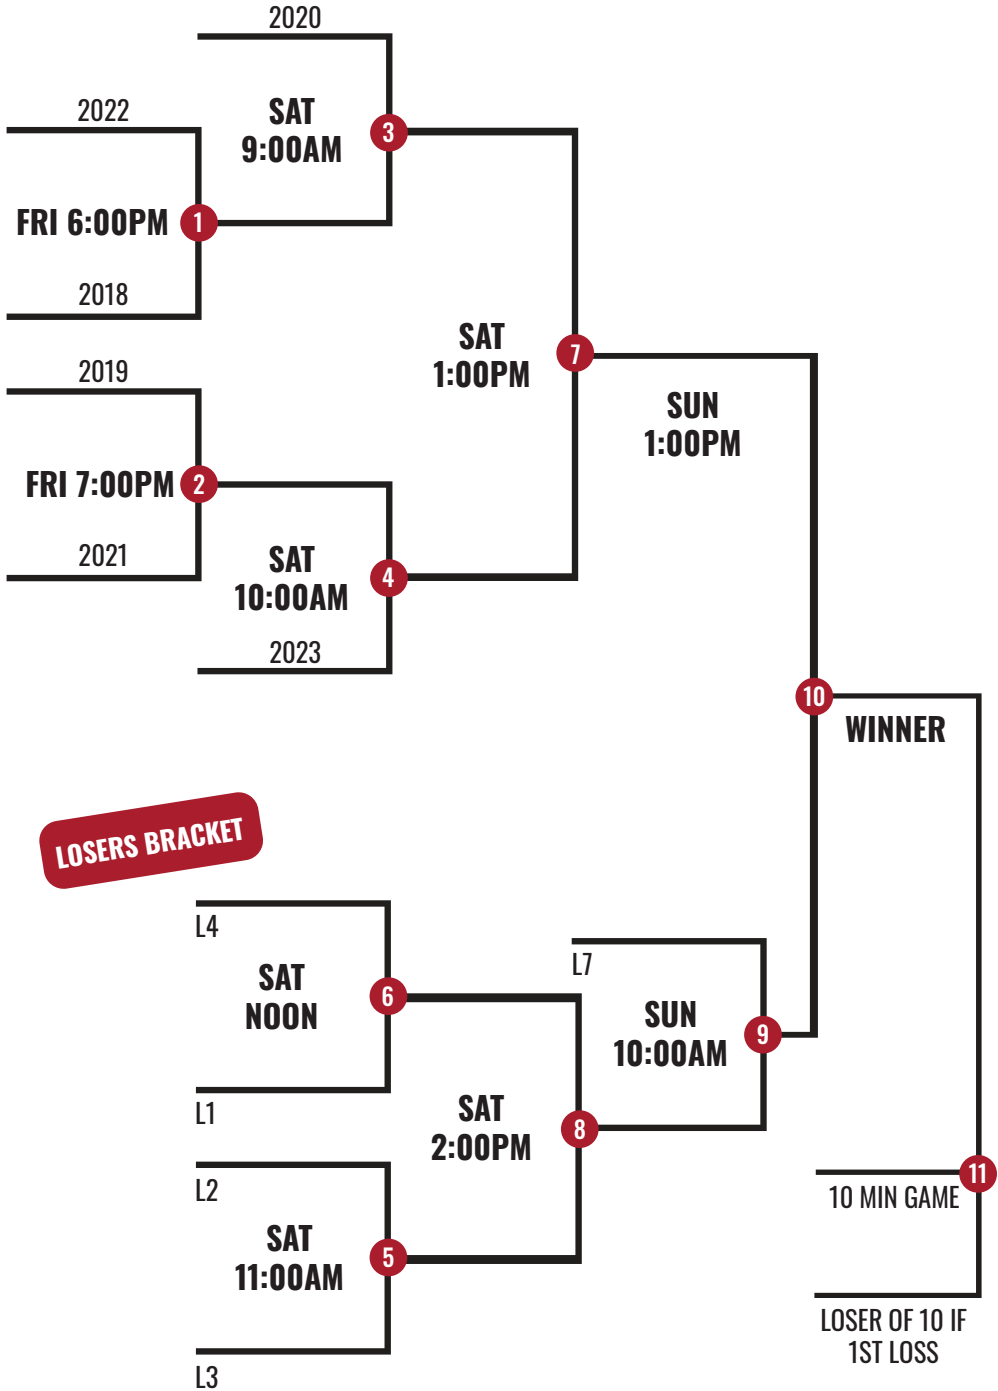 2020
SAT
9:00AM
3
2022
FRI 6:00PM
1
2018
2019
FRI 7:00PM
2
2021
SAT
10:00AM
4
2023
SAT
1:00PM
7
SUN
1:00PM
10
WINNER
LOSERS BRACKET
L4
SAT
NOON
6
L1
L2
SAT
11:00AM
5
L3
SAT
2:00PM
8
L7
SUN
10:00AM
9
11
10 MIN GAME
LOSER OF 10 IF
1ST LOSS